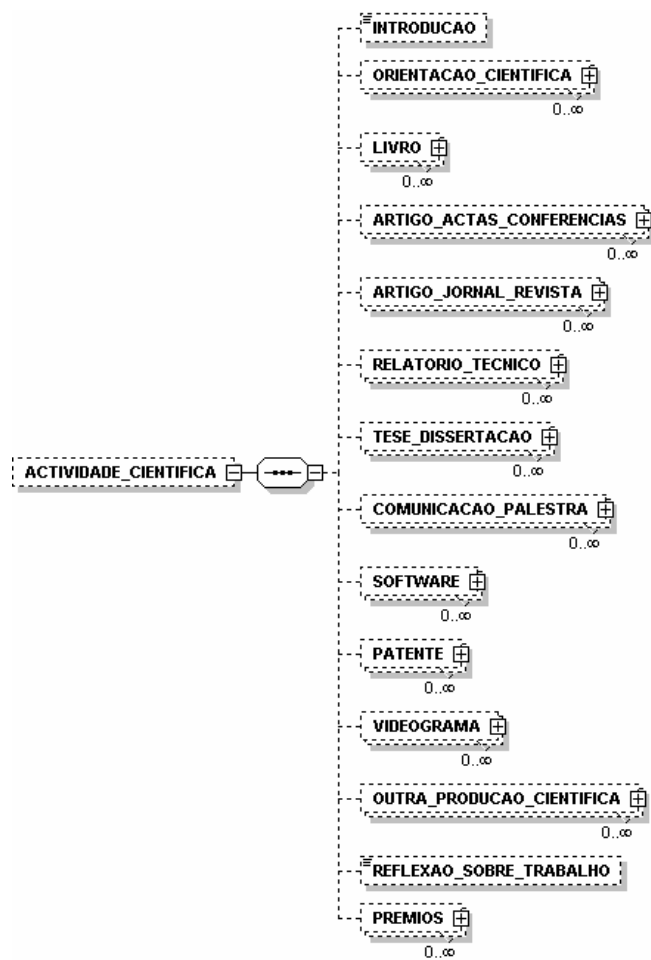 INTRODUCAO
ORIENTACAO_CIENTIFICA
0..∞
LIVRO
0..∞
ARTIGO_ACTAS_CONFERENCIAS
0..∞
ARTIGO_JORNAL_REVISTA
0..∞
RELATORIO_TECNICO
0..∞
TESE_DISSERTACAO
0..∞
ACTIVIDADE_CIENTIFICA
COMUNICACAO_PALESTRA
0..∞
SOFTWARE
0..∞
PATENTE
0..∞
VIDEOGRAMA
0..∞
OUTRA_PRODUCAO_CIENTIFICA
0..∞
REFLEXAO_SOBRE_TRABALHO
PREMIOS
0..∞